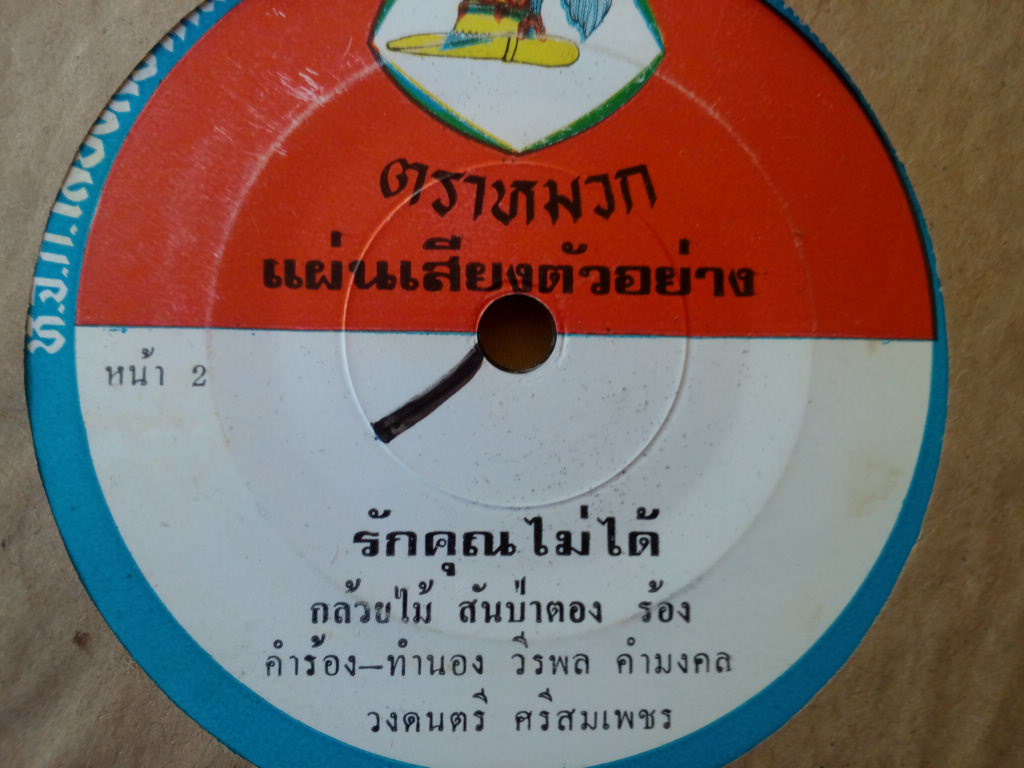 ตราหมวก
แผ่นเสียงตัวอย่าง
หน้า 2
รักคุณไม่ได้
กล้วยไม้ สันป่าตอง ร้อง
คำร้อง—ทำนอง วีรพล คำมงคล
วงดนตรี ศรีสมเพชร